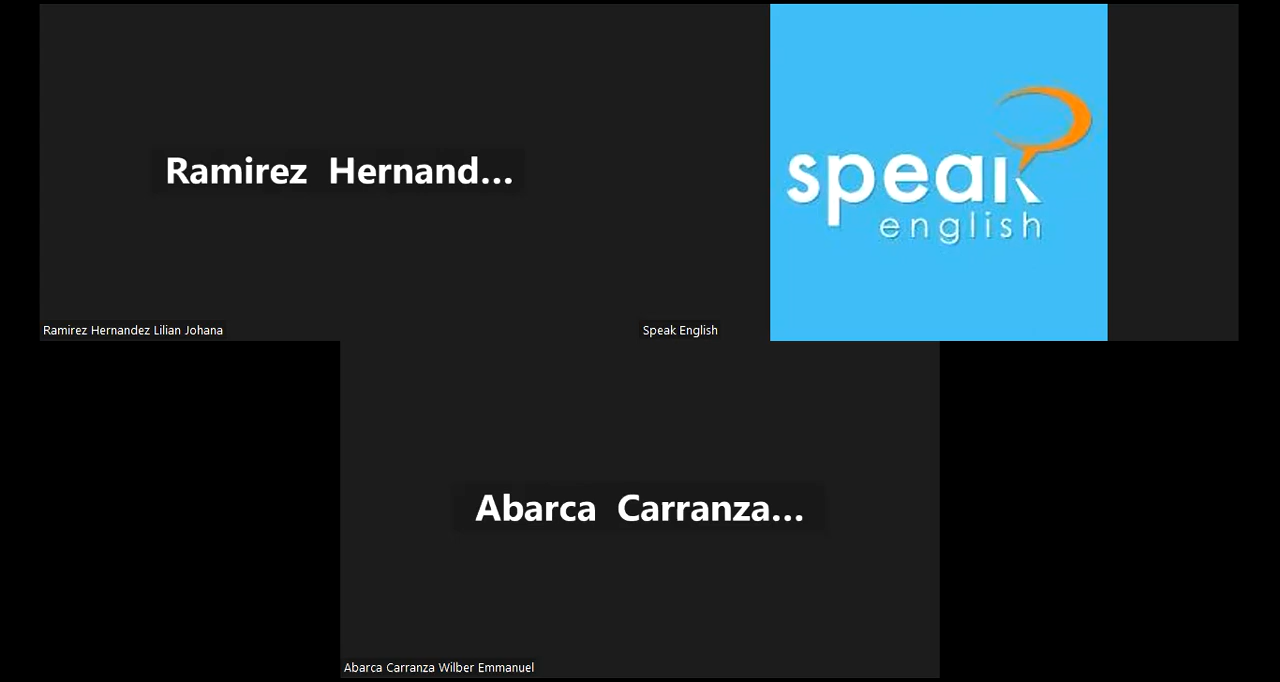 Ramirez Hernand...
Ramirez Hernandez Lilian Johana
speak
english
Speak English
Abarca Carranza...
Abarca Carranza Wilber Emmanuel